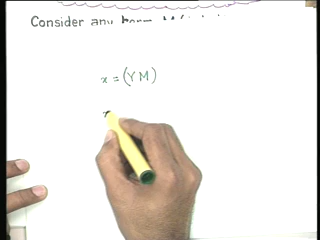 Consider any
x = (YM)